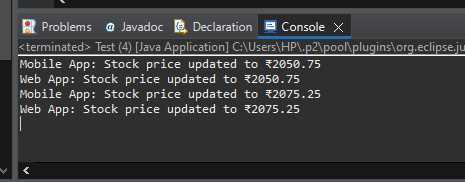 Problems @ Javadoc Declaration Console ×
<terminated> Test (4) [Java Application] C:\Users\HP\.p2\pool\plugins\org.eclipse.ju
Mobile App: Stock price updated to ₹2050.75
Web App: Stock price updated to ₹2050.75
Mobile App: Stock price updated to ₹2075.25
Web App: Stock price updated to ₹2075.25